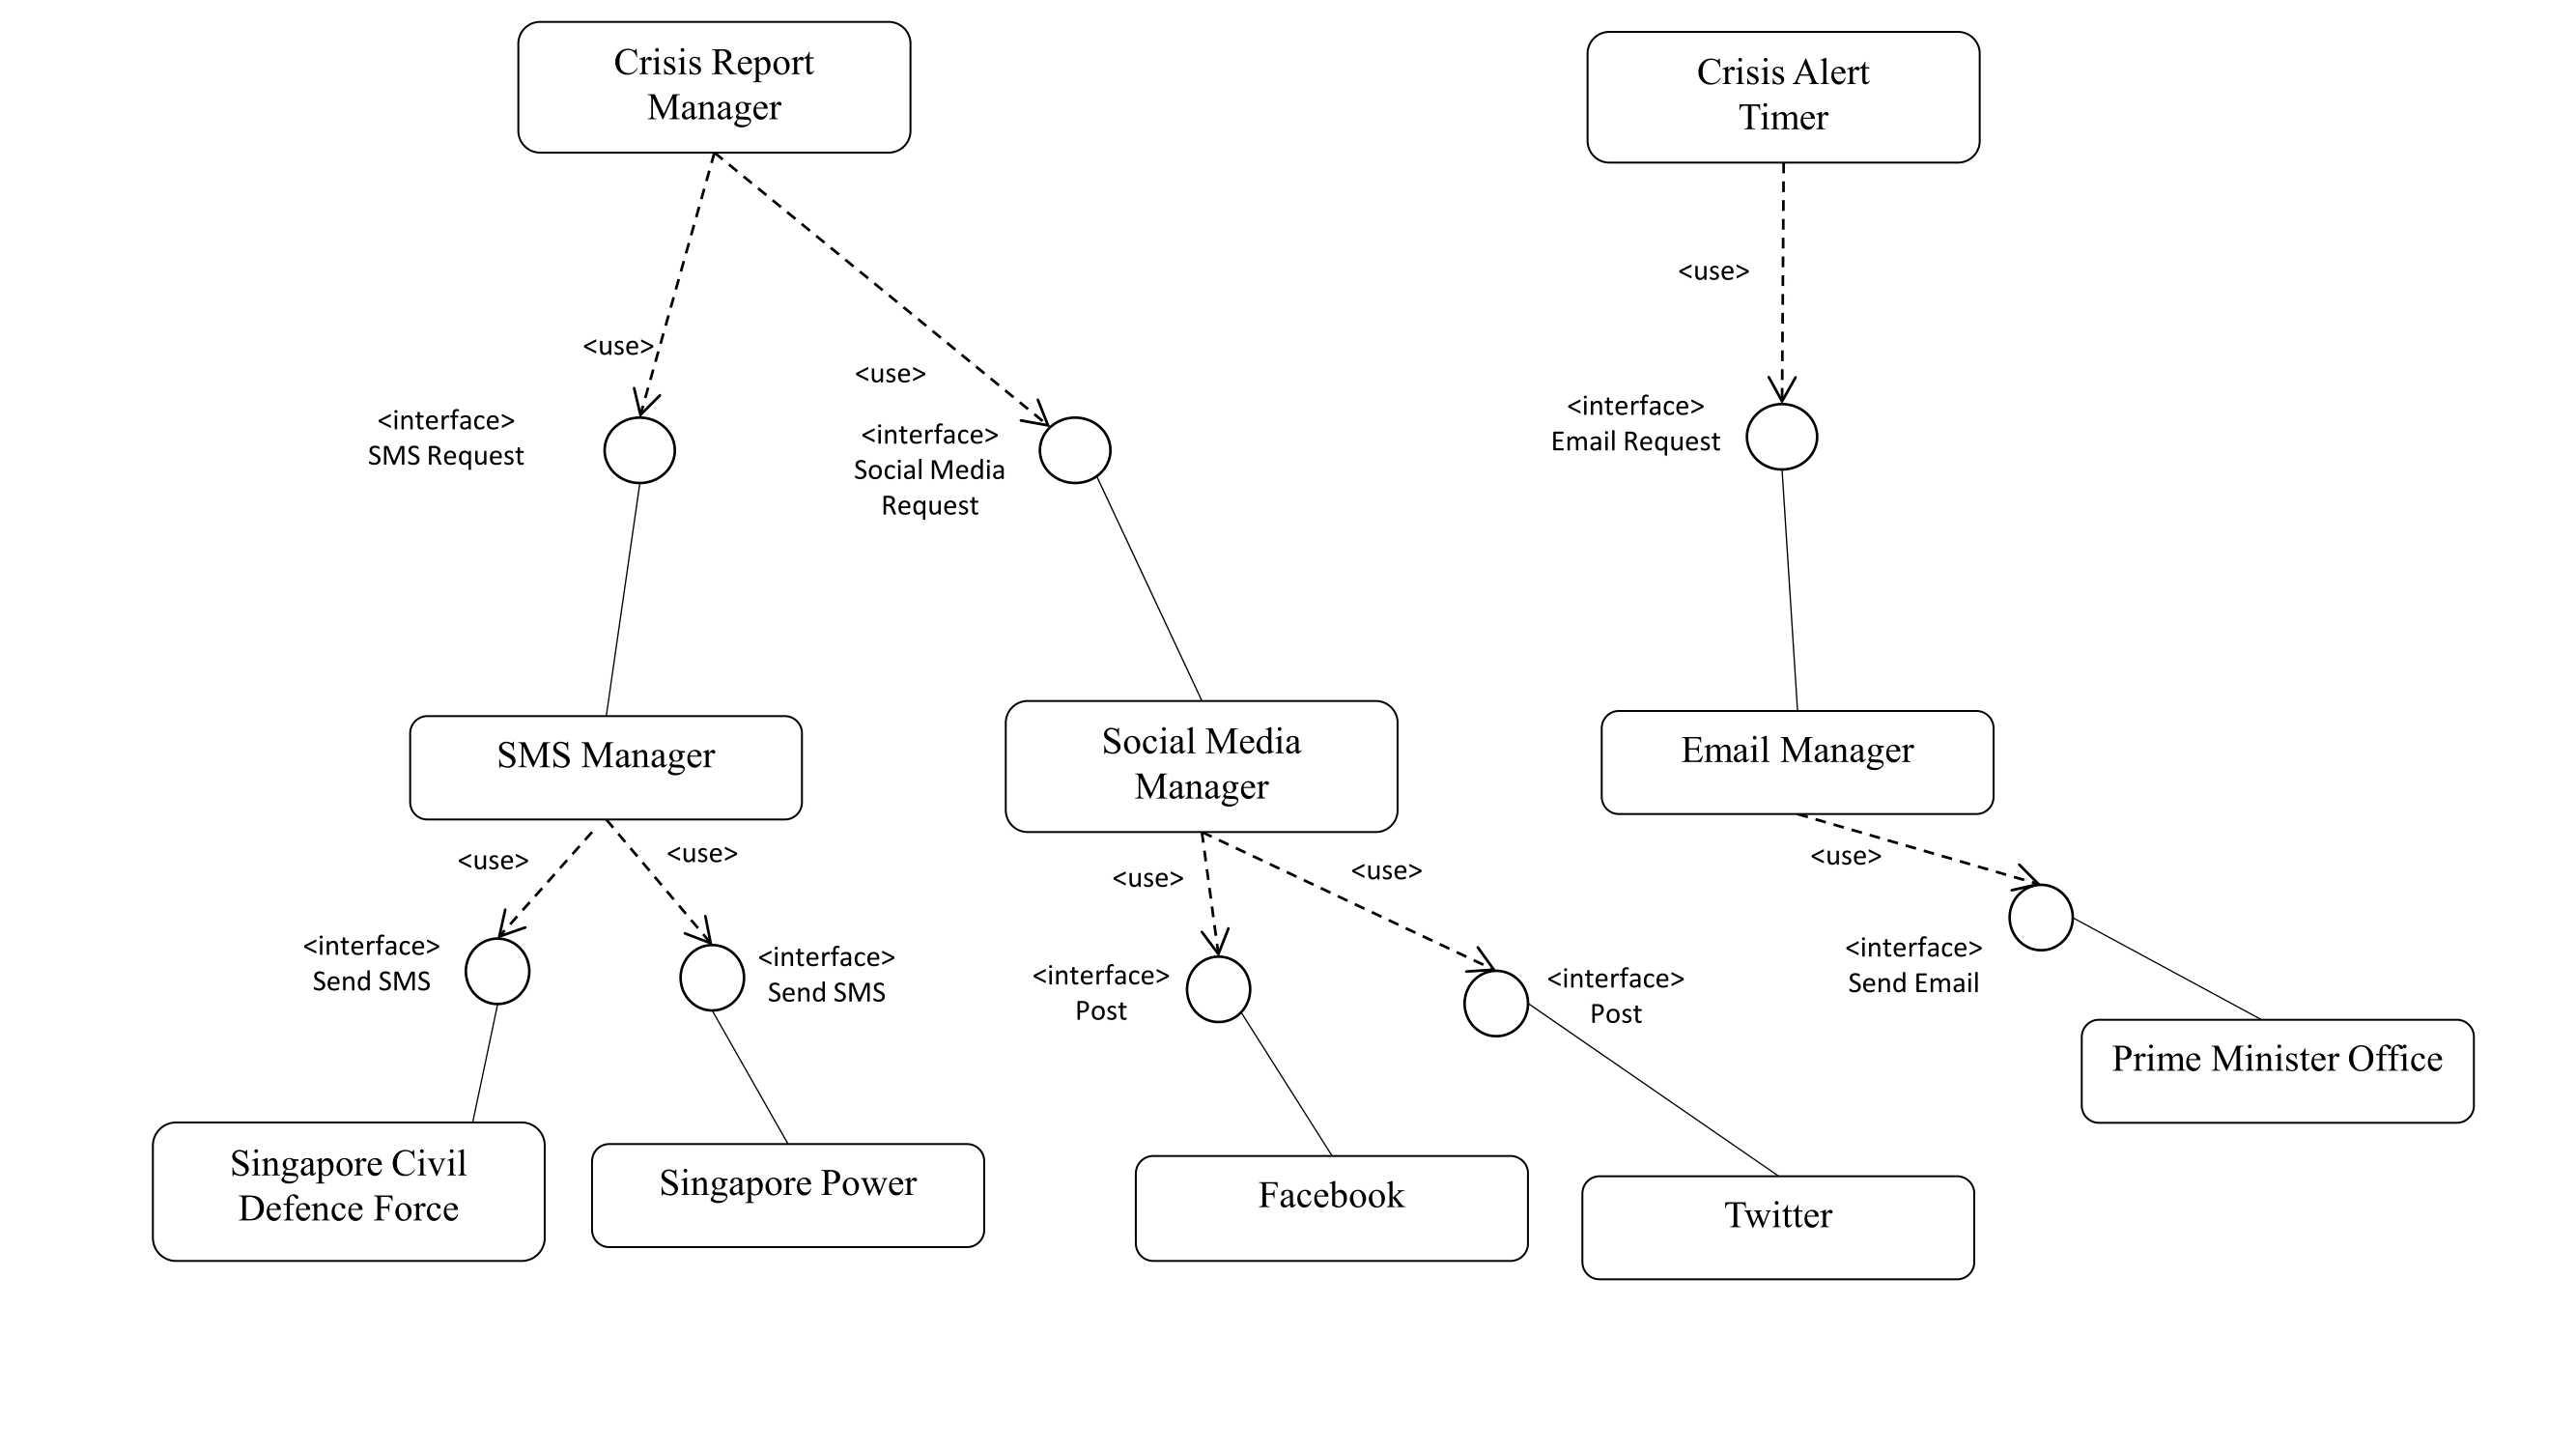 Crisis Report
Manager
Crisis Alert
Timer
<use>
<use>
<use>
<interface>
SMS Request
<interface>
Social Media
Request
<interface>
Email Request
SMS Manager
Social Media
Manager
Email Manager
<use>
<use>
<use>
<use>
<use>
<interface>
Send SMS
<interface>
Send SMS
<interface>
Post
<interface>
Post
<interface>
Send Email
Prime Minister Office
Singapore Civil
Defence Force
Singapore Power
Facebook
Twitter